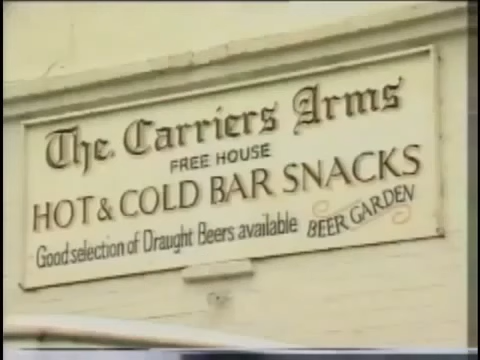 The Carriers Arms
FREE HOUSE
HOT & COLD BAR SNACKS
Good selection of Draught Beers available
BEER GARDEN